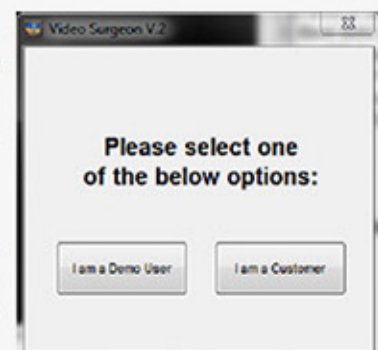 Video Surgeon V.2
Please select one
of the below options:
I am a Demo User
I am a Customer